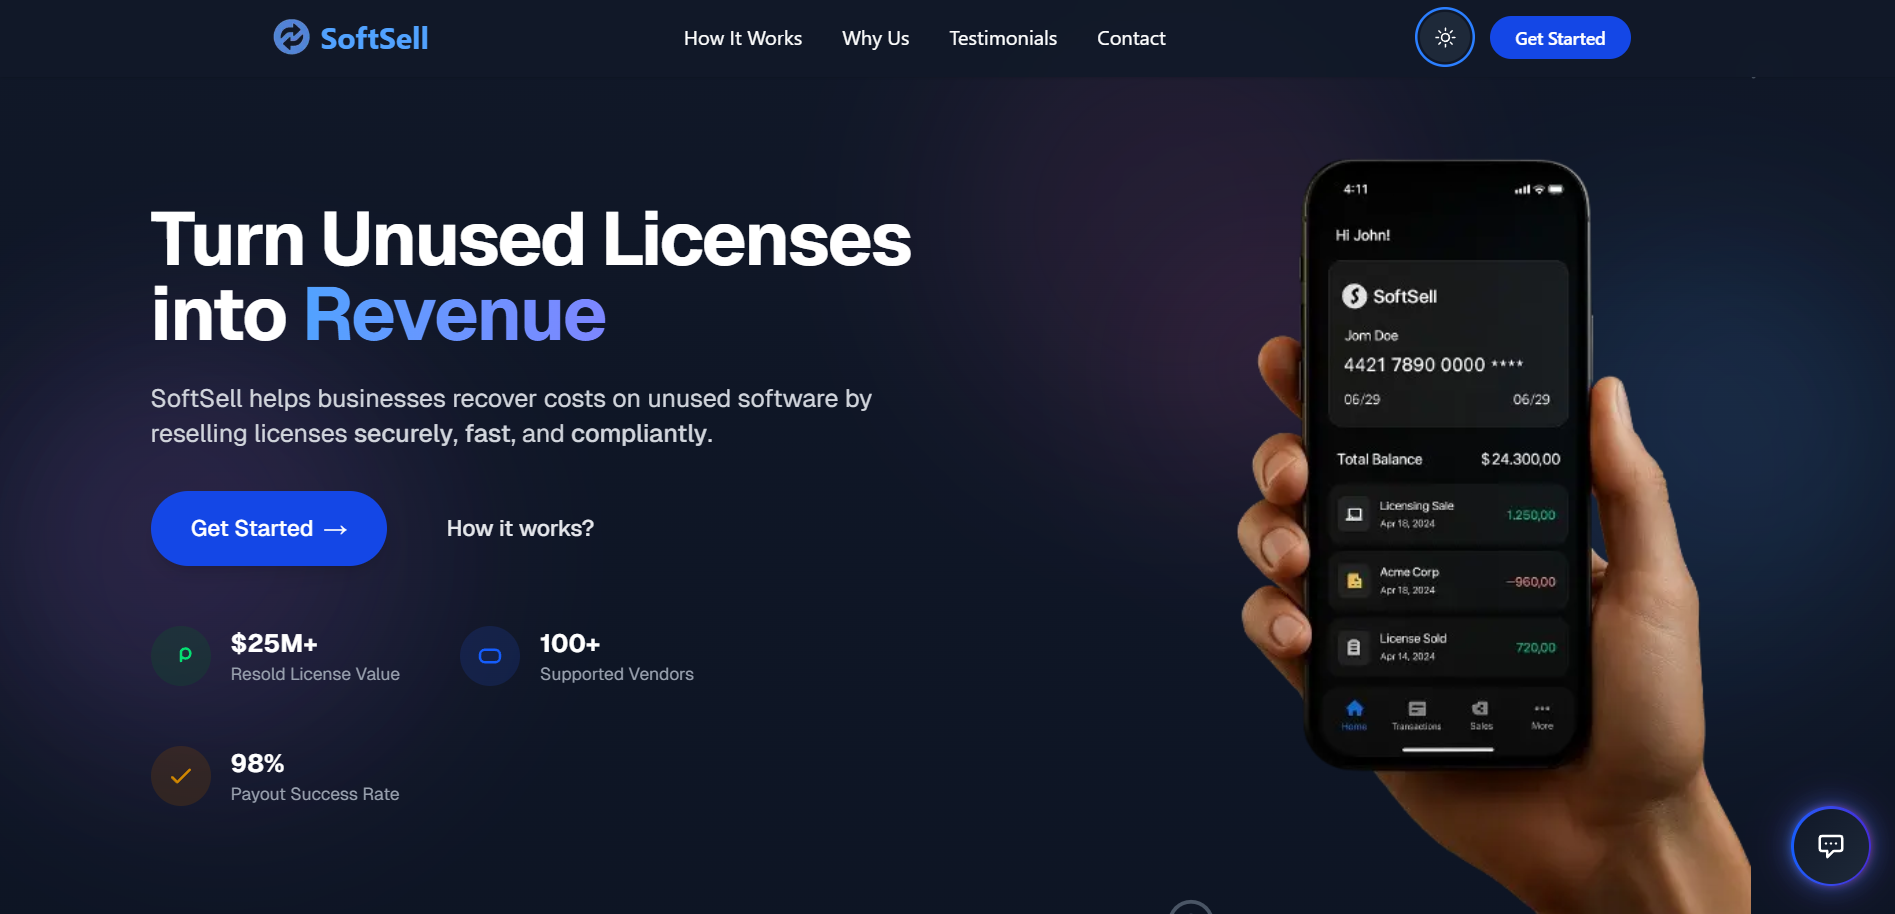 SoftSell
How It Works
Why Us
Testimonials
Contact
Get Started
Turn Unused Licenses
into Revenue
SoftSell helps businesses recover costs on unused software by
reselling licenses securely, fast, and compliantly.
Get Started →
How it works?
$25M+
Resold License Value
100+
Supported Vendors
98%
Payout Success Rate
4:11
Hi John!
SoftSell
Jom Doe
4421 7890 0000 ****
06/29 06/29
Total Balance $24.300,00
Licensing Sale
Apr 18, 2024
1.250,00
Acme Corp
Apr 18, 2024
-960,00
License Sold
Apr 14, 2024
720,00
Home Transactions Sales More